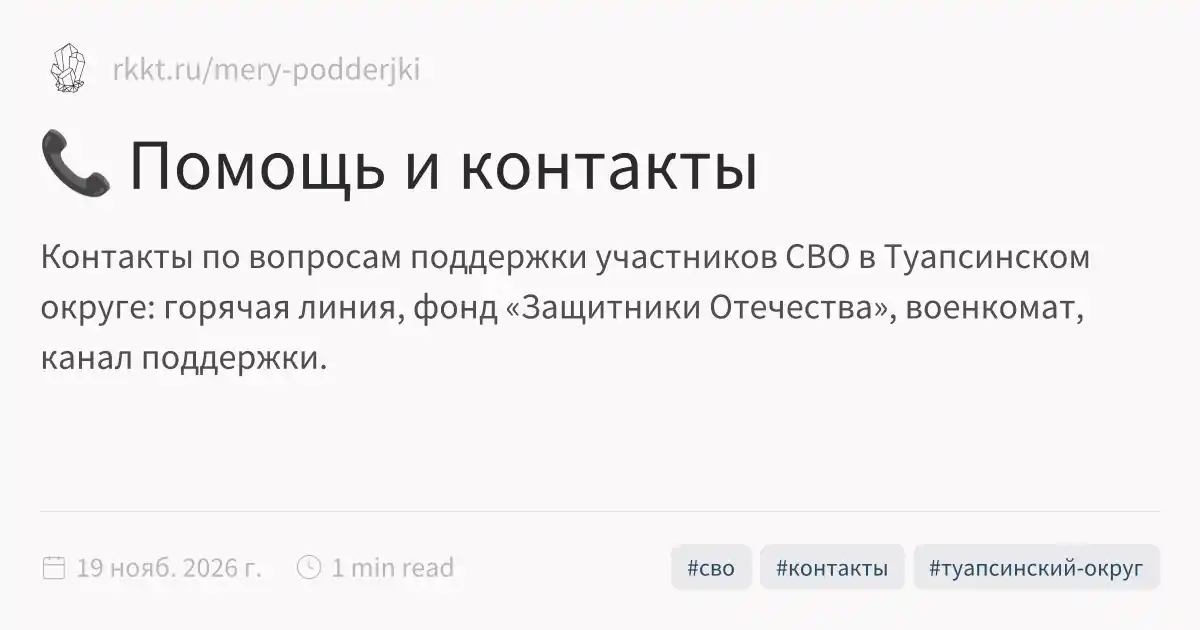 rkkt.ru/mery-podderjki
Помощь и контакты
Контакты по вопросам поддержки участников СВО в Туапсинском
округе: горячая линия, фонд «Защитники Отечества», военкомат,
канал поддержки.
19 нояб. 2026 г. 1 min read #сво #контакты #туапсинский-округ